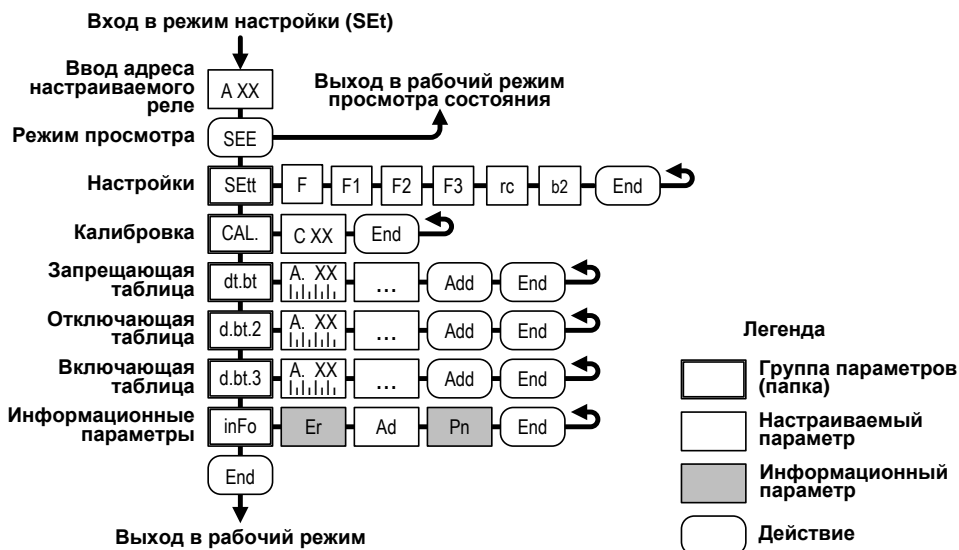 Вход в режим настройки (SEt)
Ввод адреса
настраиваемого
реле
A XX
Выход в рабочий режим
просмотра состояния
Режим просмотра
SEE
Настройки
SEtt
F
F1
F2
F3
rc
b2
End
Калибровка
CAL.
C XX
End
Запрещающая
таблица
dt.bt
A. XX
...
Add
End
Отключающая
таблица
d.bt.2
A. XX
...
Add
End
Включающая
таблица
d.bt.3
A. XX
...
Add
End
Информационные
параметры
inFo
Er
Ad
Pn
End
End
Выход в рабочий режим
Легенда
Группа параметров
(папка)
Настраиваемый
параметр
Информационный
параметр
Действие